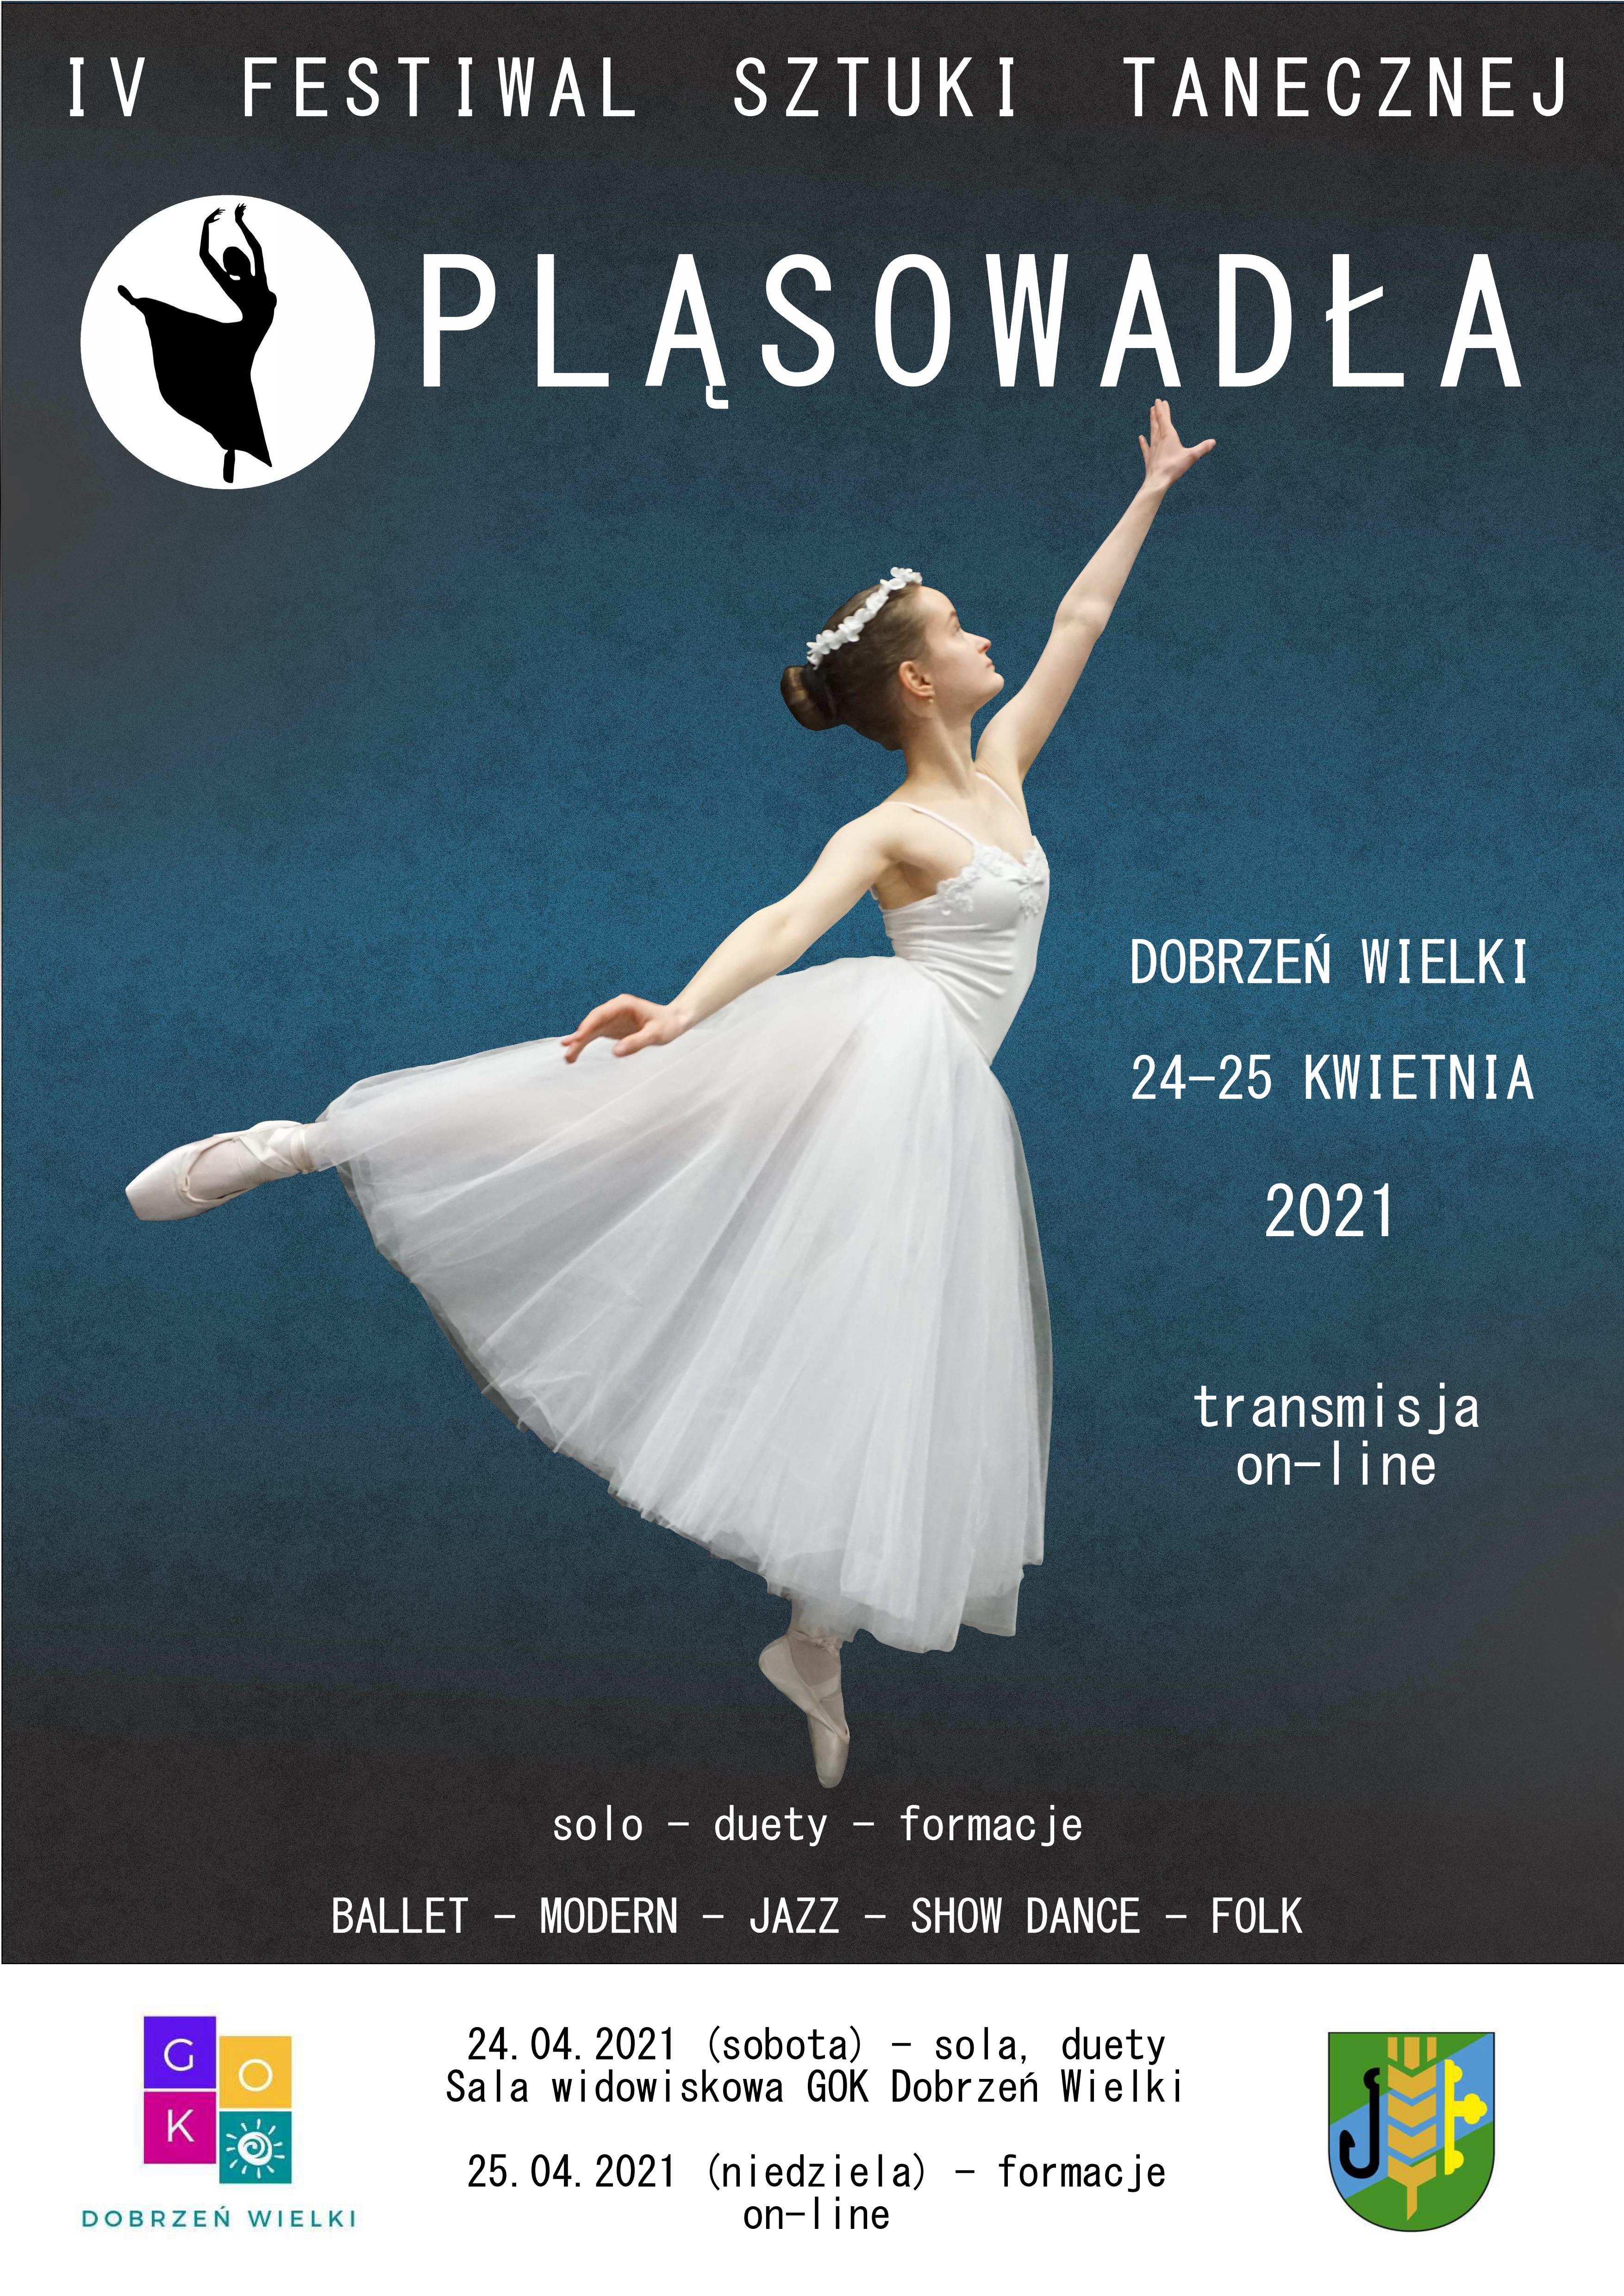 IV FESTIWAL SZTUKI TANECZNEJ
PLĄSOWADŁA
DOBRZEŃ WIELKI
24-25 KWIETNIA
2021
transmisja
on-line
solo - duety - formacje
BALLET - MODERN - JAZZ - SHOW DANCE - FOLK
G O
K
DOBRZEŃ WIELKI
24.04.2021 (sobota) - sola, duety
Sala widowiskowa GOK Dobrzeń Wielki
25.04.2021 (niedziela) - formacje
on-line